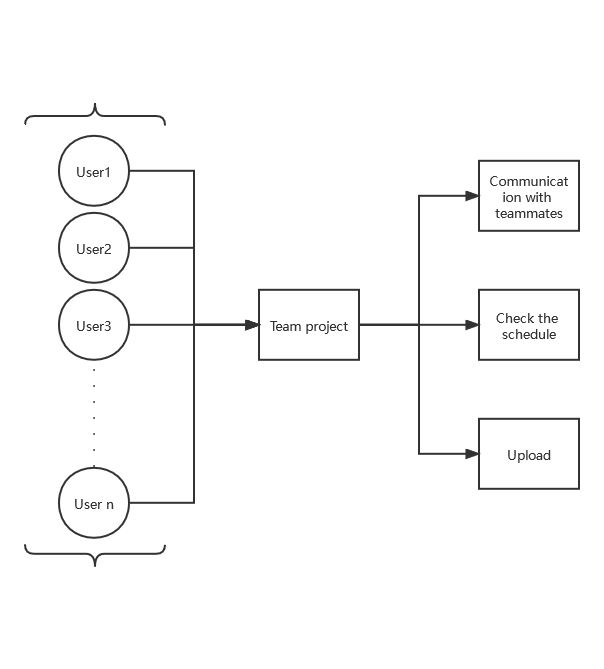 User1
User2
User3
User n
Team project
Communicat
ion with
teammates
Check the
schedule
Upload